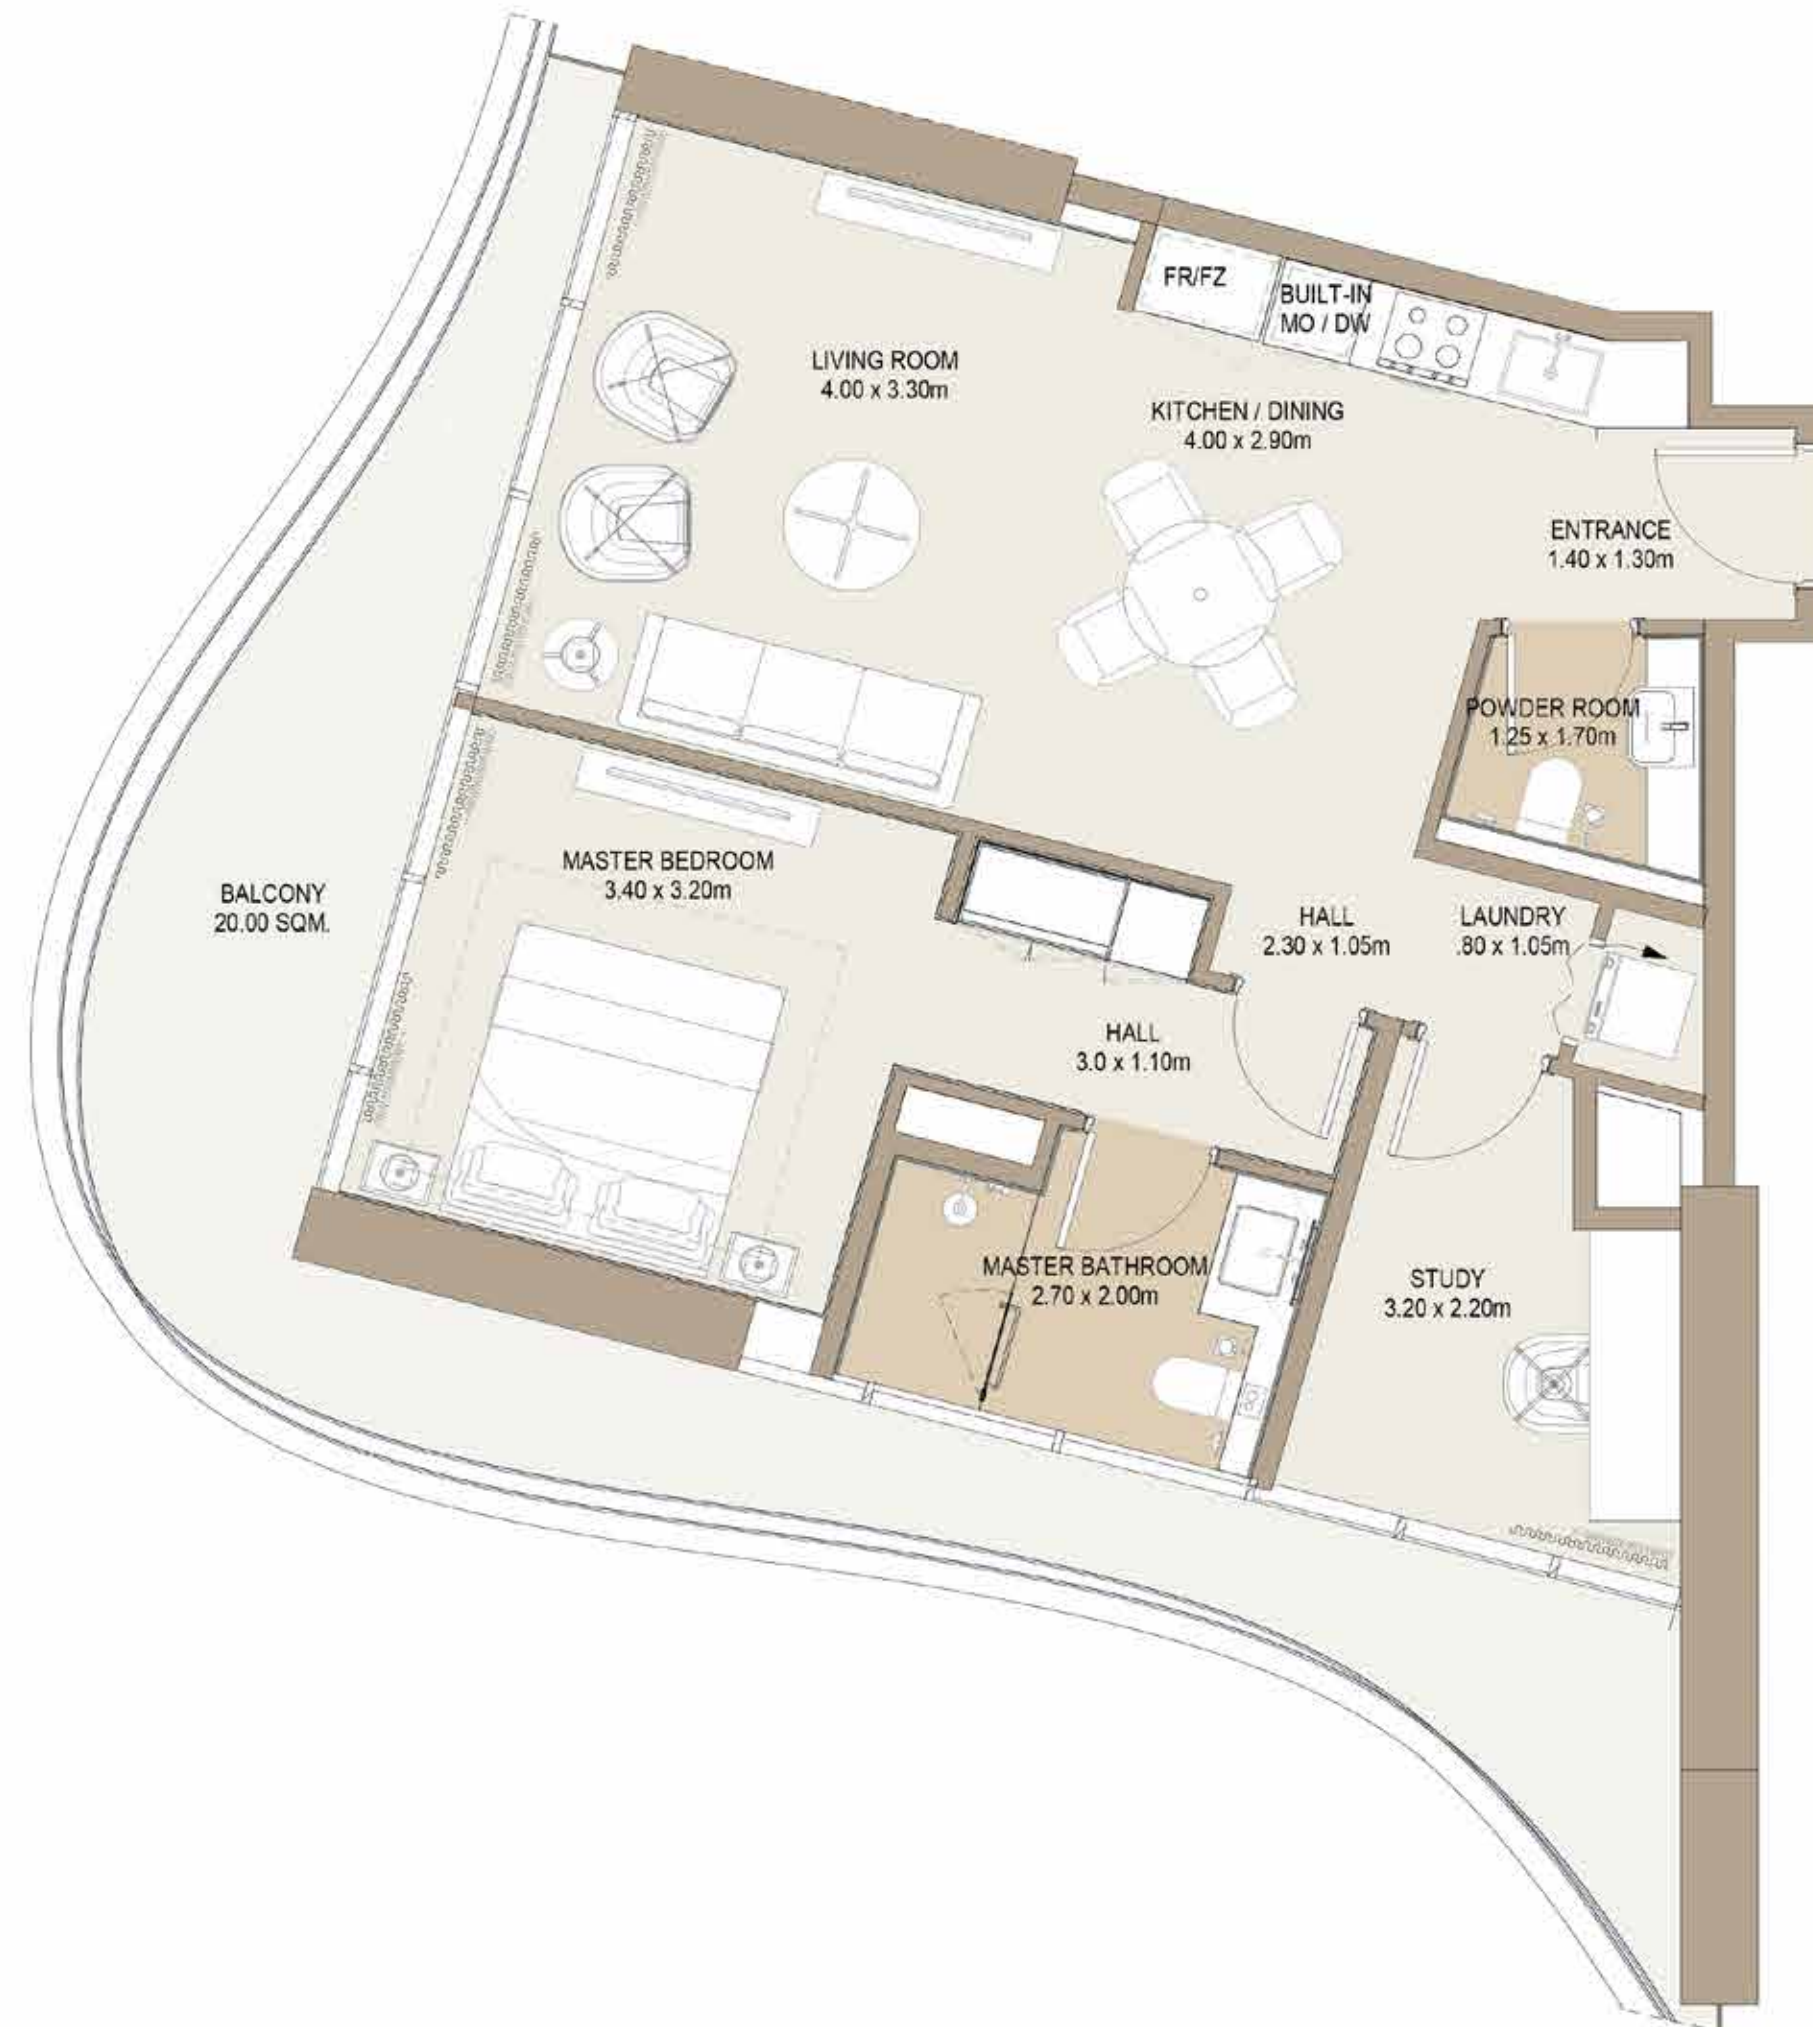 FR/FZ
BUILT-IN
MO / DW
LIVING ROOM
4.00 x 3.30m
KITCHEN / DINING
4.00 x 2.90m
ENTRANCE
1.40 x 1.30m
POWDER ROOM
1.25 x 1.70m
MASTER BEDROOM
3.40 x 3.20m
BALCONY
20.00 SQM.
HALL
2.30 x 1.05m
LAUNDRY
.80 x 1.05m
HALL
3.0 x 1.10m
MASTER BATHROOM
2.70 x 2.00m
STUDY
3.20 x 2.20m